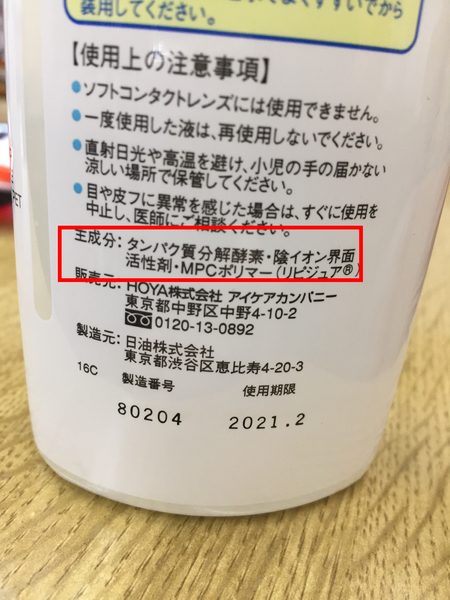 でよくすすいでから
装用してください。
【使用上の注意事項】
●ソフトコンタクトレンズには使用できません。
●一度使用した液は、再使用しないでください。
●直射日光や高温を避け、小児の手の届かない
涼しい場所で保管してください。
●目や皮フに異常を感じた場合は、すぐに使用を
中止し、医師にご相談ください。
主成分：タンパク質分解酵素・陰イオン界面
活性剤・MPCポリマー（リピジュア®）
販売元：HOYA株式会社 アイケアカンパニー
東京都中野区中野4-10-2
0120-13-0892
製造元：日油株式会社
東京都渋谷区恵比寿4-20-3
16C 製造番号 使用期限
80204 2021.2
PET